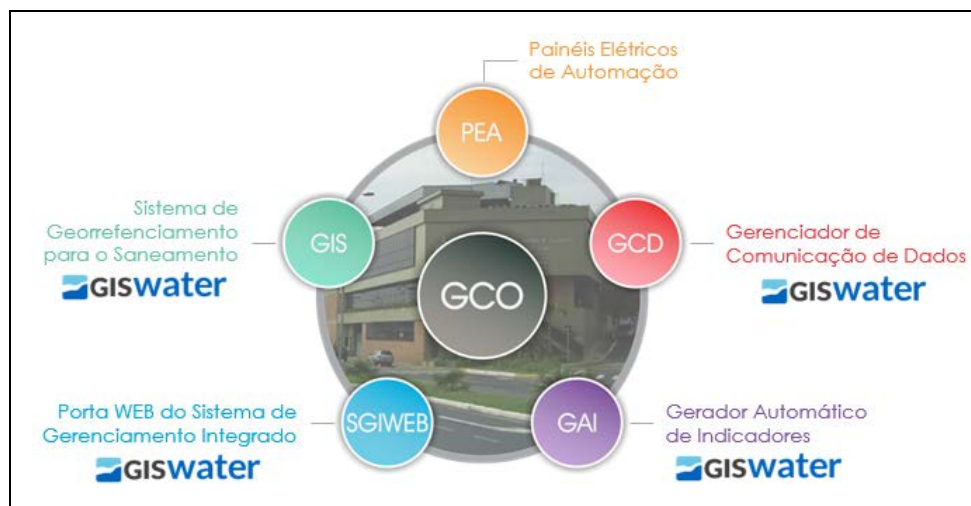 Painéis Elétricos
de Automação
PEA
Sistema de
Georrefenciamento
para o Saneamento
GISwater
GIS
GCD
Gerenciador de
Comunicação de Dados
GISwater
GCO
Porta WEB do Sistema de
Gerenciamento Integrado
GISwater
SGIWEB
GAI
Gerador Automático
de Indicadores
GISwater